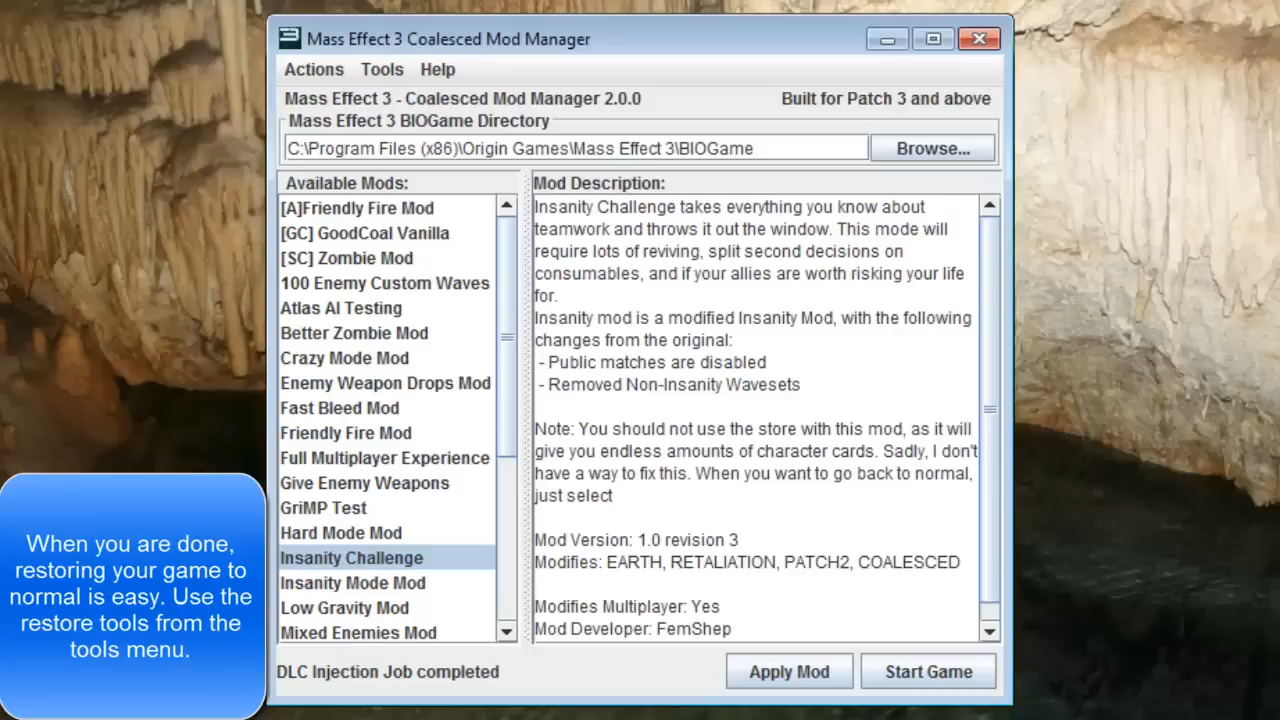 Mass Effect 3 Coalesced Mod Manager
Actions Tools Help
Mass Effect 3 - Coalesced Mod Manager 2.0.0 Built for Patch 3 and above
Mass Effect 3 BIOGame Directory
C:\Program Files (x86)\Origin Games\Mass Effect 3\BIOGame Browse...
Available Mods:
[A]Friendly Fire Mod
[GC] GoodCoal Vanilla
[SC] Zombie Mod
100 Enemy Custom Waves
Atlas AI Testing
Better Zombie Mod
Crazy Mode Mod
Enemy Weapon Drops Mod
Fast Bleed Mod
Friendly Fire Mod
Full Multiplayer Experience
Give Enemy Weapons
GriMP Test
Hard Mode Mod
Insanity Challenge
Insanity Mode Mod
Low Gravity Mod
Mixed Enemies Mod
Mod Description:
Insanity Challenge takes everything you know about
teamwork and throws it out the window. This mode will
require lots of reviving, split second decisions on
consumables, and if your allies are worth risking your life
for.
Insanity mod is a modified Insanity Mod, with the following
changes from the original:
- Public matches are disabled
- Removed Non-Insanity Wavesets
Note: You should not use the store with this mod, as it will
give you endless amounts of character cards. Sadly, I don't
have a way to fix this. When you want to go back to normal,
just select
Mod Version: 1.0 revision 3
Modifies: EARTH, RETALIATION, PATCH2, COALESCED
Modifies Multiplayer: Yes
Mod Developer: FemShep
DLC Injection Job completed Apply Mod Start Game
When you are done,
restoring your game to
normal is easy. Use the
restore tools from the
tools menu.